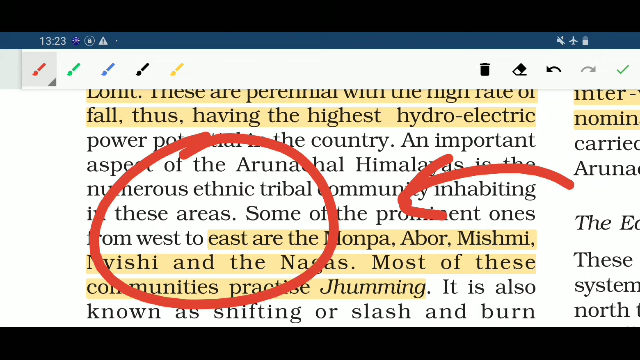 13:23
Lohit. These are perennial with the high rate of
fall, thus, having the highest hydro-electric
power potential in the country. An important
aspect of the Arunachal Himalayas is the
numerous ethnic tribal community inhabiting
in these areas. Some of the prominent ones
from west to east are the Monpa, Abor, Mishmi,
Nyishi and the Nagas. Most of these
communities practise Jhumming. It is also
known as shifting or slash and burn
inter-v
nomin
carried
Aruna
The Ea
These
system
north t